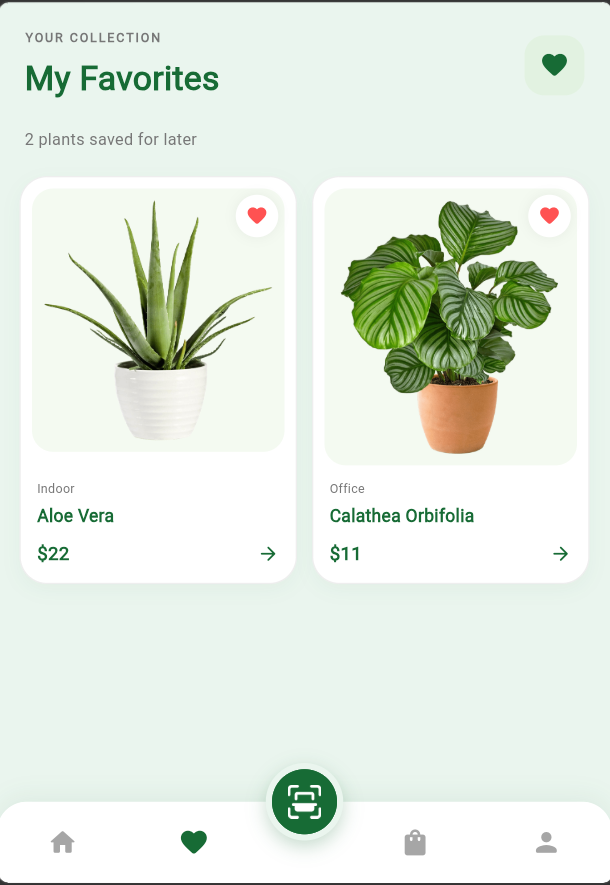 YOUR COLLECTION
My Favorites
2 plants saved for later
Indoor
Aloe Vera
$22
Office
Calathea Orbifolia
$11